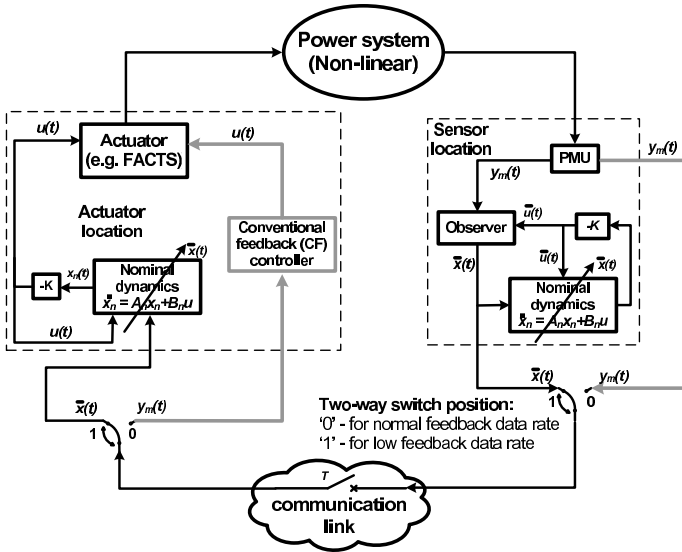 Power system
(Non-linear)
u(t)
Actuator
(e.g. FACTS)
u(t)
Actuator
location
Conventional
feedback (CF)
controller
x̄(t)
-K
xₙ(t)
Nominal
dynamics
ẋₙ = Aₙxₙ+Bₙu
u(t)
Sensor
location
PMU
yₘ(t)
yₘ(t)
Observer
ū(t)
-K
x̄(t)
ū(t)
x̄(t)
Nominal
dynamics
ẋₙ = Aₙxₙ+Bₙu
x̄(t)
1
0
yₘ(t)
Two-way switch position:
'0' - for normal feedback data rate
'1' - for low feedback data rate
x̄(t)
1
0
yₘ(t)
T
communication
link